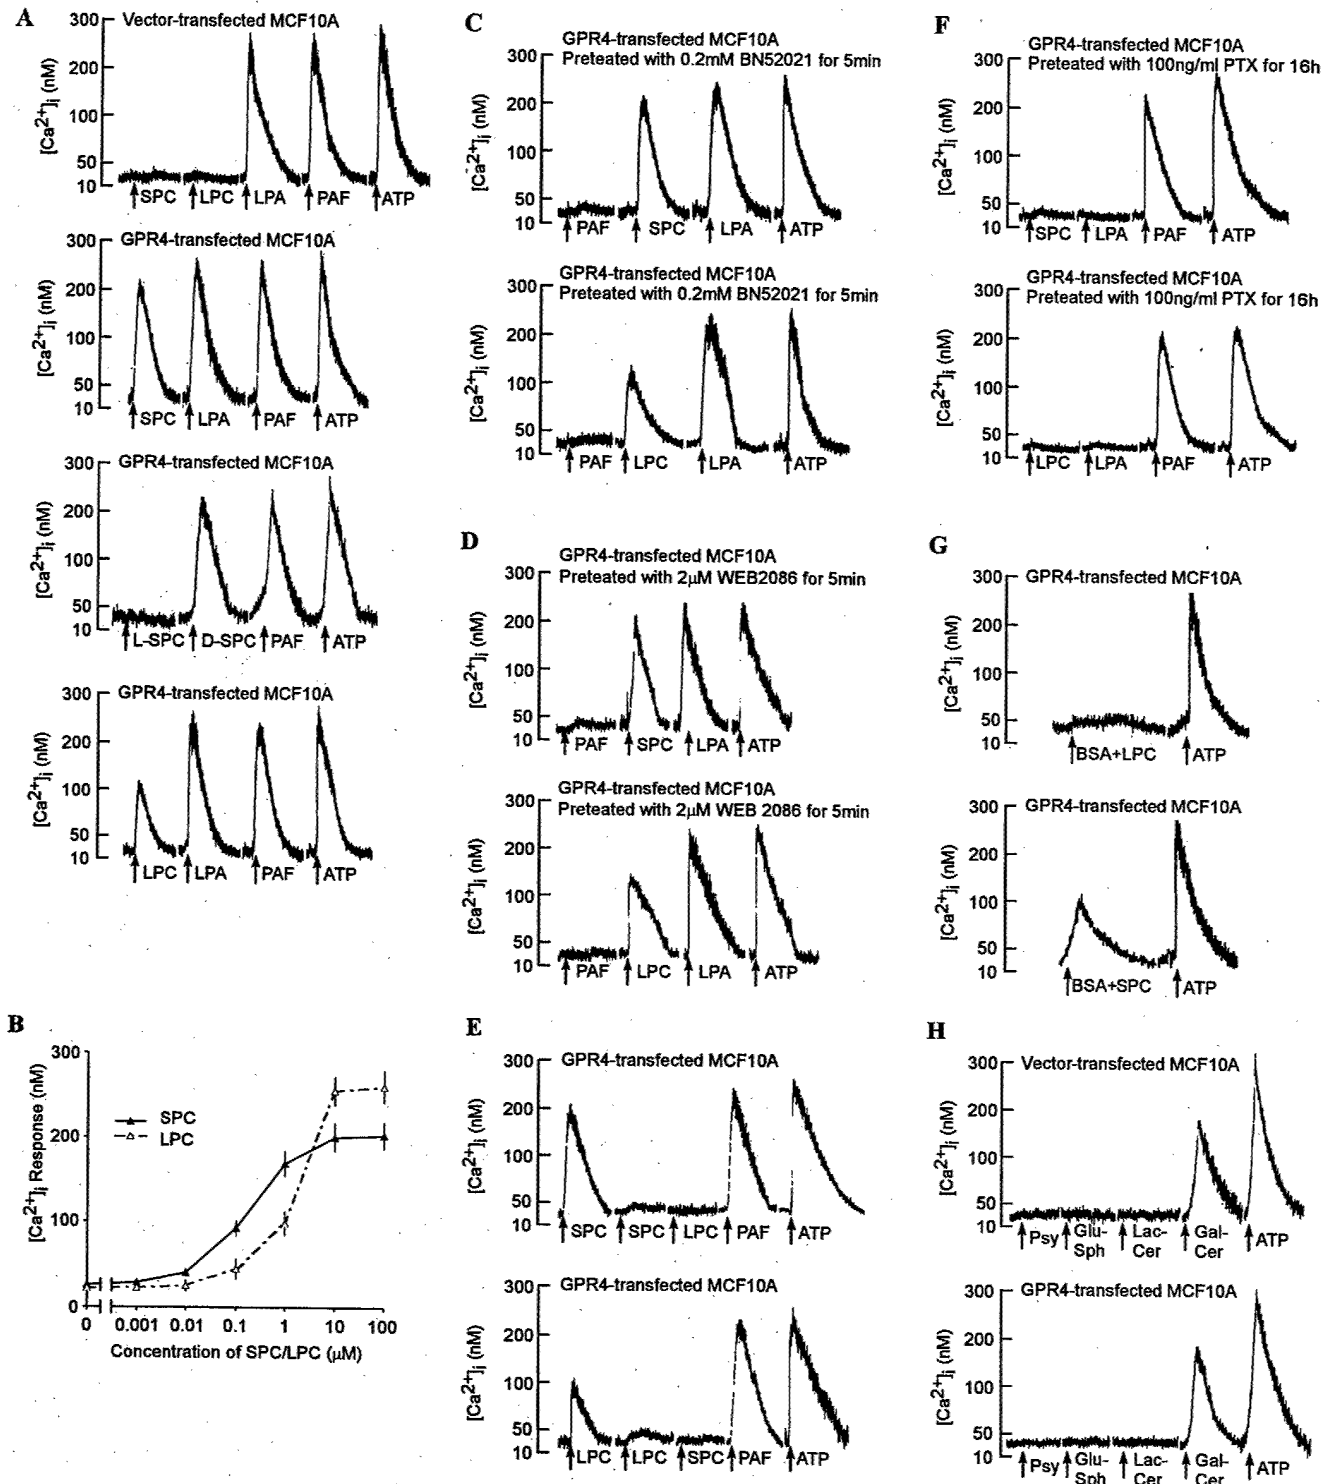 A
Vector-transfected MCF10A
300
200
100
50
10
[Ca2+]i (nM)
SPC LPC LPA PAF ATP
GPR4-transfected MCF10A
300
200
100
50
10
[Ca2+]i (nM)
SPC LPA PAF ATP
GPR4-transfected MCF10A
300
200
100
50
10
[Ca2+]i (nM)
L-SPC D-SPC PAF ATP
GPR4-transfected MCF10A
300
200
100
50
10
[Ca2+]i (nM)
LPC LPA PAF ATP
B
300
200
100
0
[Ca2+]i Response (nM)
SPC
LPC
0 0.001 0.01 0.1 1 10 100
Concentration of SPC/LPC (μM)
C
GPR4-transfected MCF10A
Preteated with 0.2mM BN52021 for 5min
300
200
100
50
10
[Ca2+]i (nM)
PAF SPC LPA ATP
GPR4-transfected MCF10A
Preteated with 0.2mM BN52021 for 5min
300
200
100
50
10
[Ca2+]i (nM)
PAF LPC LPA ATP
D
GPR4-transfected MCF10A
Preteated with 2μM WEB2086 for 5min
300
200
100
50
10
[Ca2+]i (nM)
PAF SPC LPA ATP
GPR4-transfected MCF10A
Preteated with 2μM WEB 2086 for 5min
300
200
100
50
10
[Ca2+]i (nM)
PAF LPC LPA ATP
E
GPR4-transfected MCF10A
300
200
100
50
10
[Ca2+]i (nM)
SPC SPC LPC PAF ATP
GPR4-transfected MCF10A
300
200
100
50
10
[Ca2+]i (nM)
LPC LPC SPC PAF ATP
F
GPR4-transfected MCF10A
Preteated with 100ng/ml PTX for 16h
300
200
100
50
10
[Ca2+]i (nM)
SPC LPA PAF ATP
GPR4-transfected MCF10A
Preteated with 100ng/ml PTX for 16h
300
200
100
50
10
[Ca2+]i (nM)
LPC LPA PAF ATP
G
GPR4-transfected MCF10A
300
200
100
50
10
[Ca2+]i (nM)
BSA+LPC ATP
GPR4-transfected MCF10A
300
200
100
50
10
[Ca2+]i (nM)
BSA+SPC ATP
H
Vector-transfected MCF10A
300
200
100
50
10
[Ca2+]i (nM)
Psy Glu- Lac- Gal- ATP
Sph Cer Cer
GPR4-transfected MCF10A
300
200
100
50
10
[Ca2+]i (nM)
Psy Glu- Lac- Gal- ATP
Sph Cer Cer